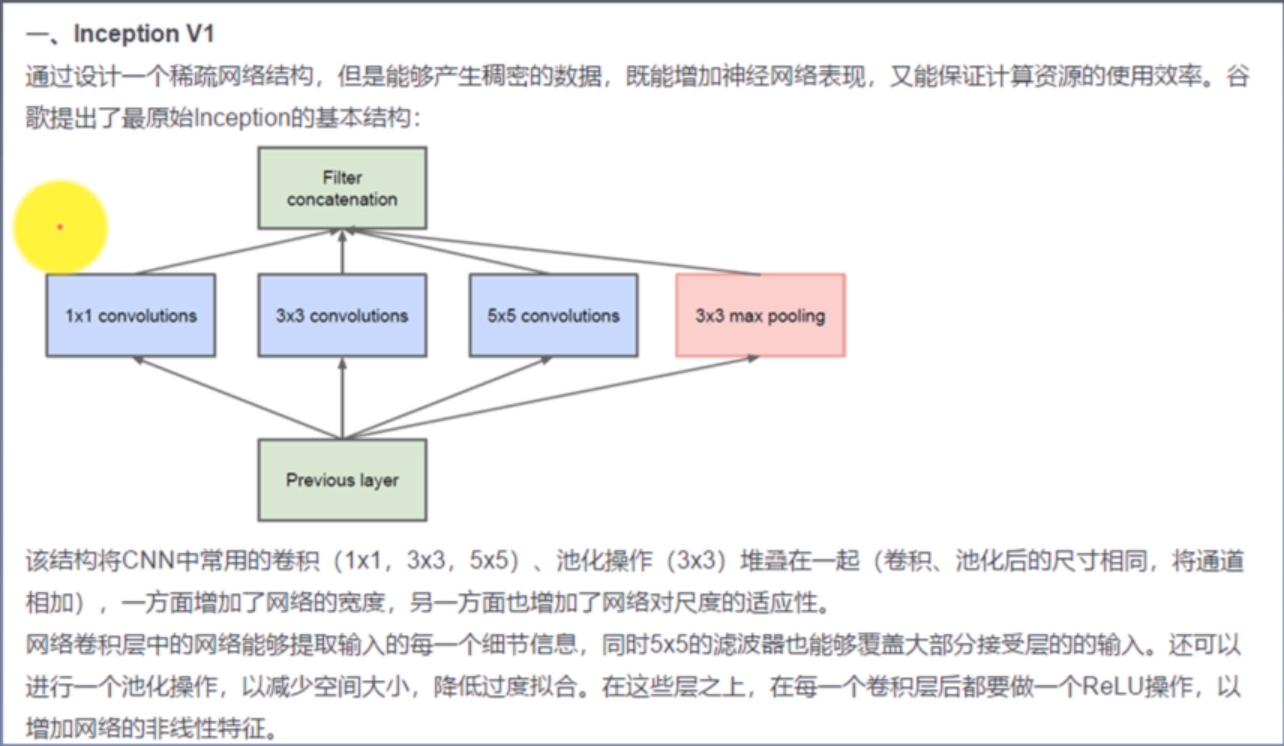 一、Inception V1
通过设计一个稀疏网络结构，但是能够产生稠密的数据，既能增加神经网络表现，又能保证计算资源的使用效率。谷
歌提出了最原始Inception的基本结构：
Filter
concatenation
1x1 convolutions
3x3 convolutions
5x5 convolutions
3x3 max pooling
Previous layer
该结构将CNN中常用的卷积（1x1，3x3，5x5）、池化操作（3x3）堆叠在一起（卷积、池化后的尺寸相同，将通道
相加），一方面增加了网络的宽度，另一方面也增加了网络对尺度的适应性。
网络卷积层中的网络能够提取输入的每一个细节信息，同时5x5的滤波器也能够覆盖大部分接受层的的输入。还可以
进行一个池化操作，以减少空间大小，降低过度拟合。在这些层之上，在每一个卷积层后都要做一个ReLU操作，以
增加网络的非线性特征。